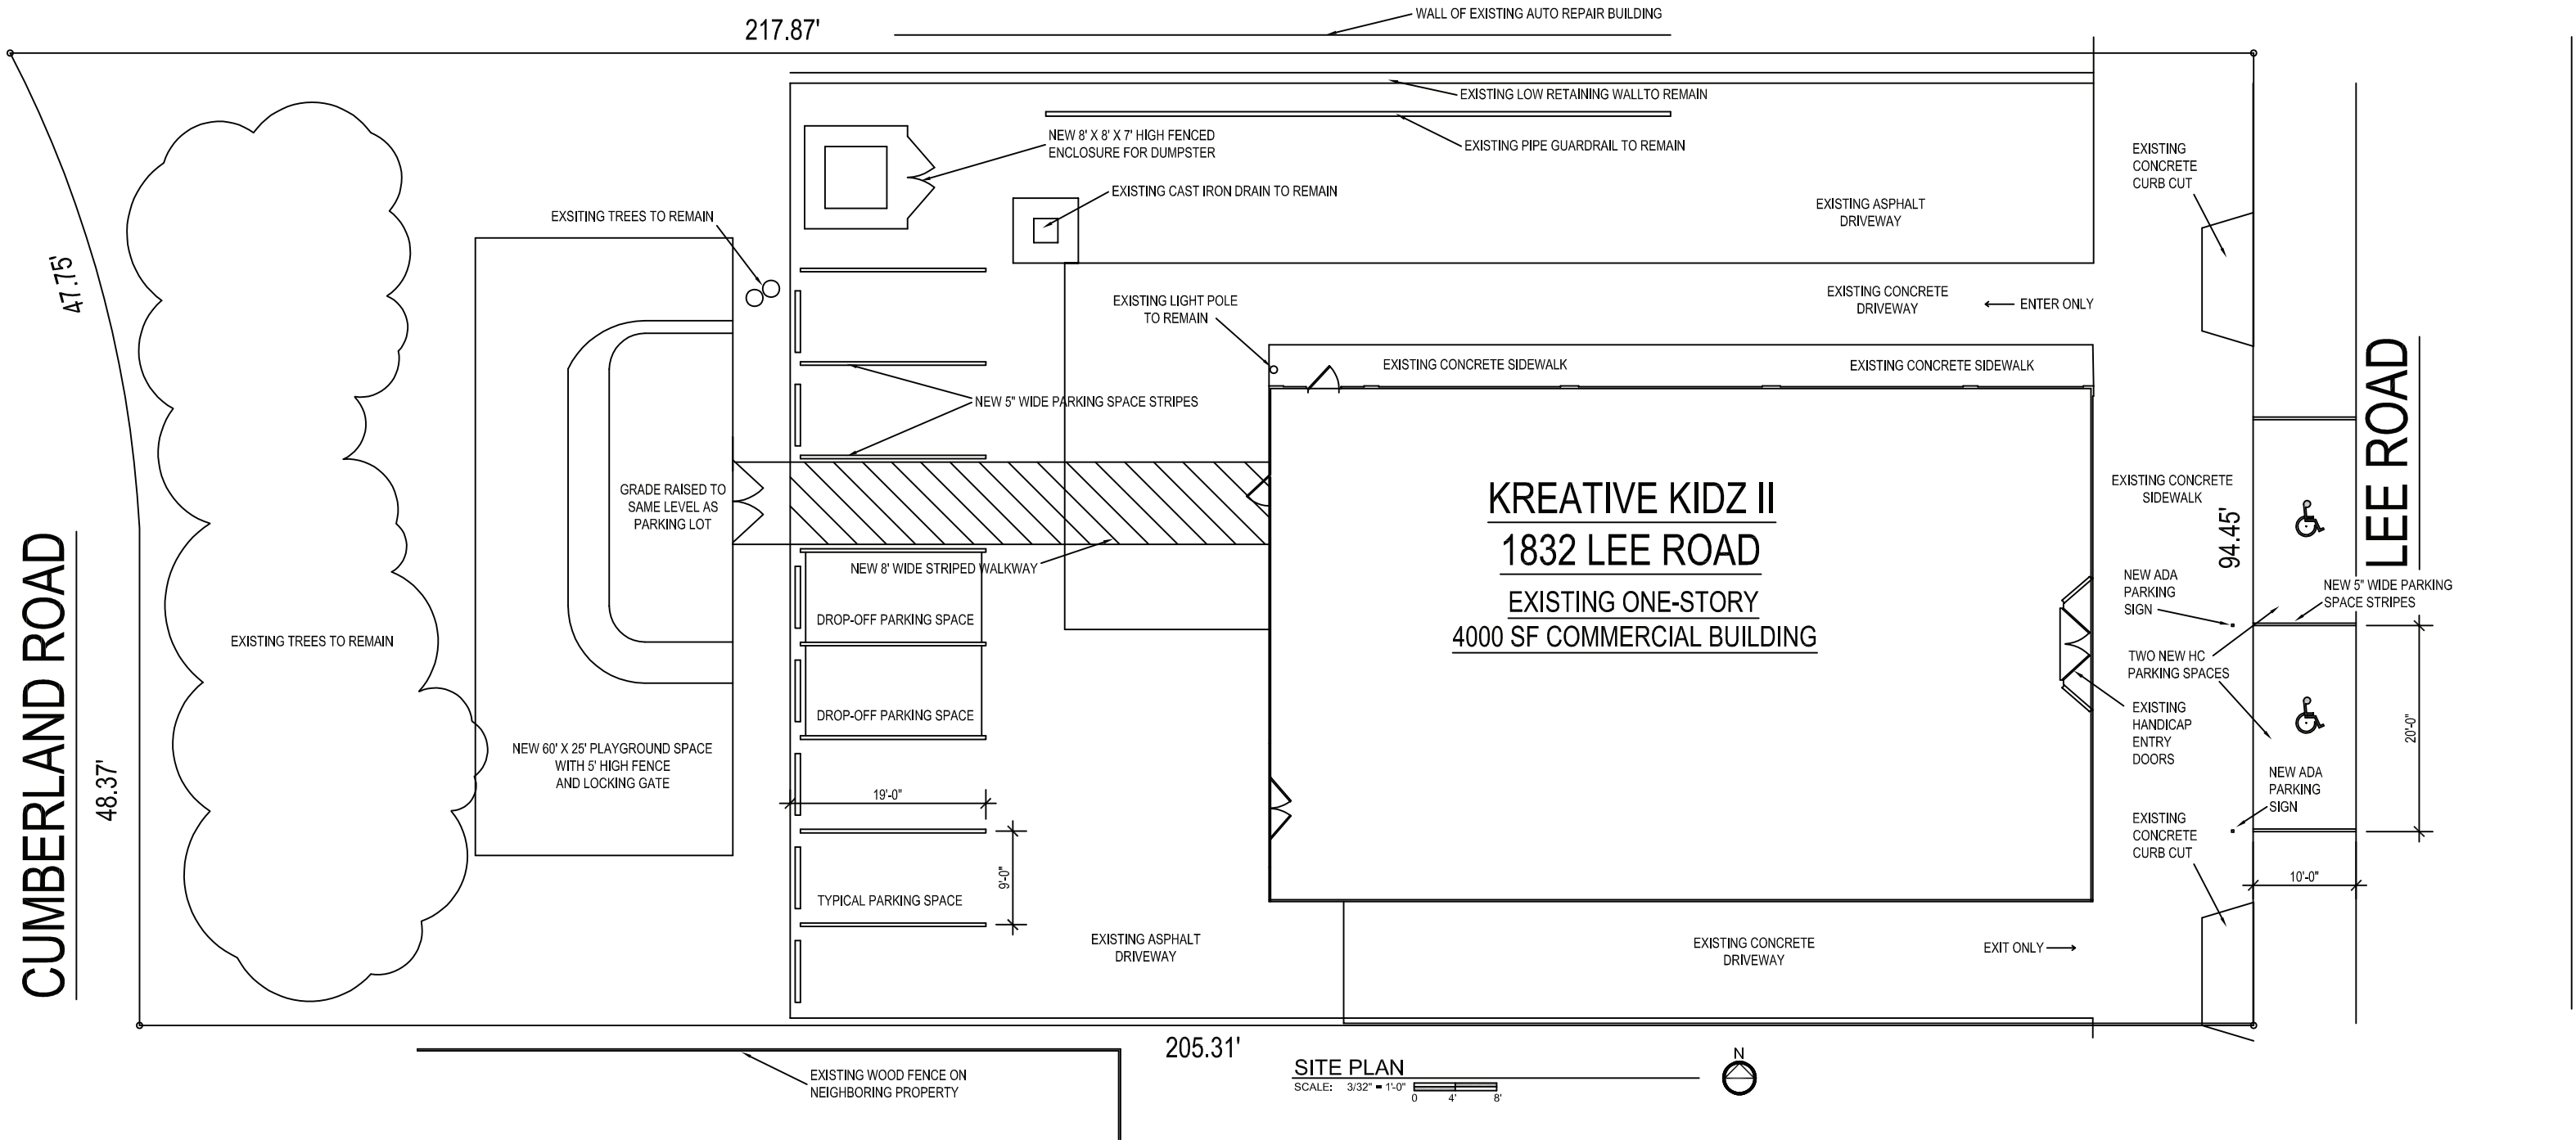 217.87'
WALL OF EXISTING AUTO REPAIR BUILDING
EXISTING LOW RETAINING WALLTO REMAIN
NEW 8' X 8' X 7' HIGH FENCED
ENCLOSURE FOR DUMPSTER
EXISTING PIPE GUARDRAIL TO REMAIN
EXISTING
CONCRETE
CURB CUT
EXISTING CAST IRON DRAIN TO REMAIN
EXSITING TREES TO REMAIN
EXISTING ASPHALT
DRIVEWAY
47.75'
EXISTING LIGHT POLE
TO REMAIN
EXISTING CONCRETE
DRIVEWAY
ENTER ONLY
EXISTING CONCRETE SIDEWALK
EXISTING CONCRETE SIDEWALK
NEW 5" WIDE PARKING SPACE STRIPES
LEE ROAD
GRADE RAISED TO
SAME LEVEL AS
PARKING LOT
KREATIVE KIDZ II
1832 LEE ROAD
EXISTING ONE-STORY
4000 SF COMMERCIAL BUILDING
EXISTING CONCRETE
SIDEWALK
94.45'
NEW 8' WIDE STRIPED WALKWAY
NEW ADA
PARKING
SIGN
NEW 5" WIDE PARKING
SPACE STRIPES
CUMBERLAND ROAD
EXISTING TREES TO REMAIN
DROP-OFF PARKING SPACE
TWO NEW HC
PARKING SPACES
DROP-OFF PARKING SPACE
EXISTING
HANDICAP
ENTRY
DOORS
20'-0"
NEW 60' X 25' PLAYGROUND SPACE
WITH 5' HIGH FENCE
AND LOCKING GATE
48.37'
19'-0"
NEW ADA
PARKING
SIGN
EXISTING
CONCRETE
CURB CUT
9'-0"
10'-0"
TYPICAL PARKING SPACE
EXISTING ASPHALT
DRIVEWAY
EXISTING CONCRETE
DRIVEWAY
EXIT ONLY
205.31'
EXISTING WOOD FENCE ON
NEIGHBORING PROPERTY
SITE PLAN
SCALE: 3/32" = 1'-0"
0 4' 8'
N